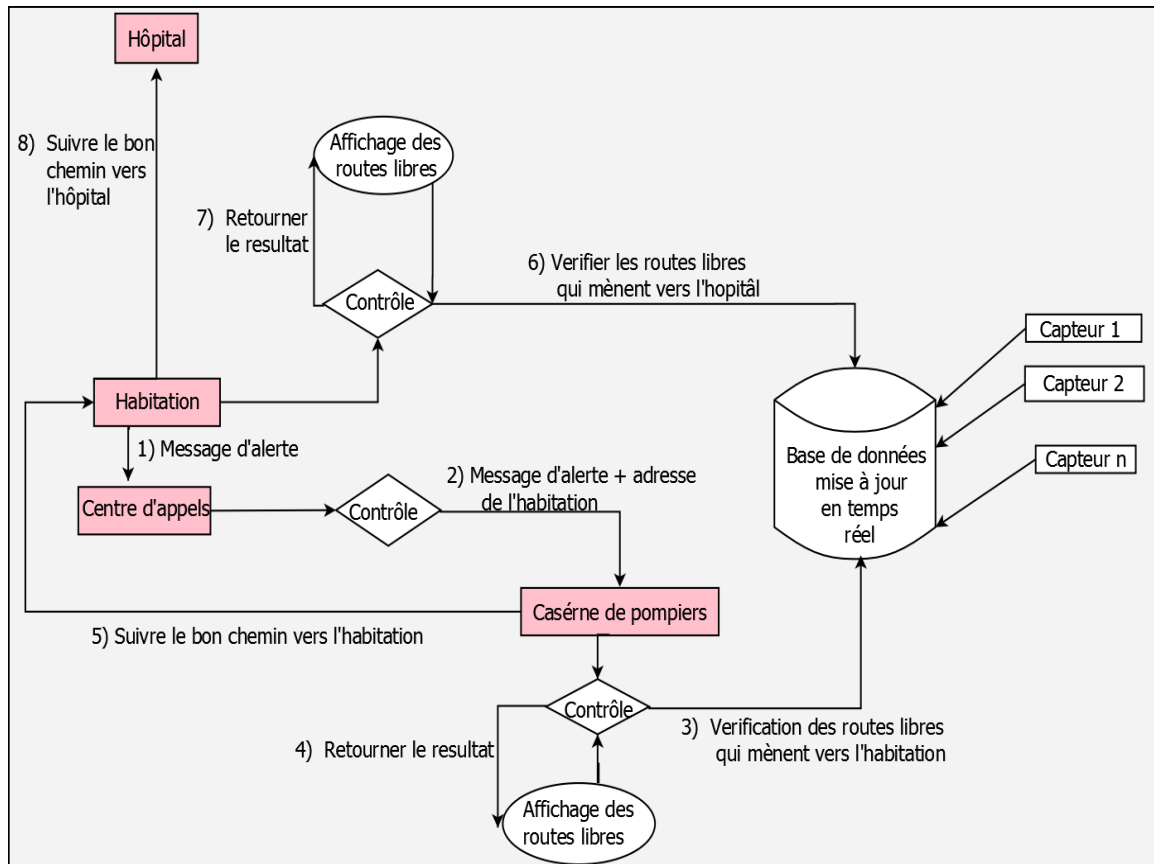 Hôpital
8) Suivre le bon
chemin vers
l'hôpital
Affichage des
routes libres
7) Retourner
le resultat
6) Verifier les routes libres
qui mènent vers l'hopitâl
Contrôle
Capteur 1
Capteur 2
Capteur n
Habitation
1) Message d'alerte
Base de données
mise à jour
en temps
réel
Centre d'appels
Contrôle
2) Message d'alerte + adresse
de l'habitation
Casérne de pompiers
5) Suivre le bon chemin vers l'habitation
Contrôle
3) Verification des routes libres
qui mènent vers l'habitation
4) Retourner le resultat
Affichage des
routes libres